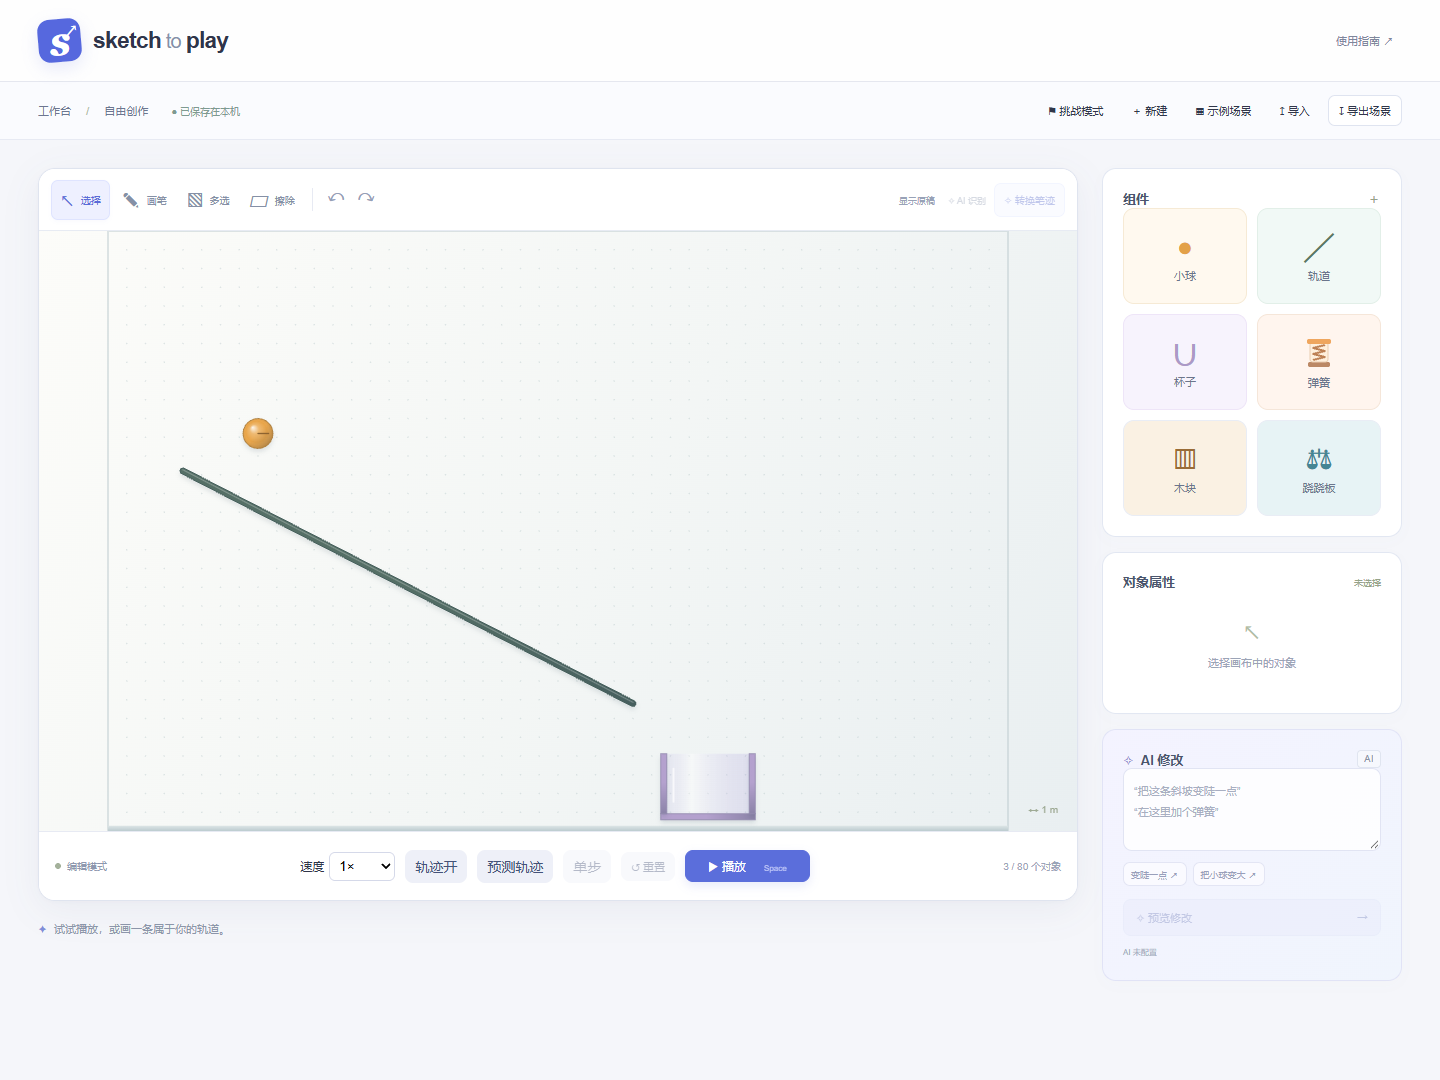 sketch to play
使用指南 ↗
工作台 / 自由创作 ● 已保存在本机
⚑ 挑战模式 + 新建 ▦ 示例场景 ↥ 导入 ↧ 导出场景
↖ 选择 画笔 多选 擦除
显示原稿 ✧ AI 识别 ✧ 转换笔迹
↔ 1 m
编辑模式 速度 1× 轨迹开 预测轨迹 单步 ↺ 重置 ▶ 播放 Space 3 / 80 个对象
✦ 试试播放，或画一条属于你的轨道。
组件 +
小球 轨道
杯子 弹簧
木块 跷跷板
对象属性 未选择
选择画布中的对象
✧ AI 修改 AI
“把这条斜坡变陡一点”
“在这里加个弹簧”
变陡一点 ↗ 把小球变大 ↗
✧ 预览修改 →
AI 未配置